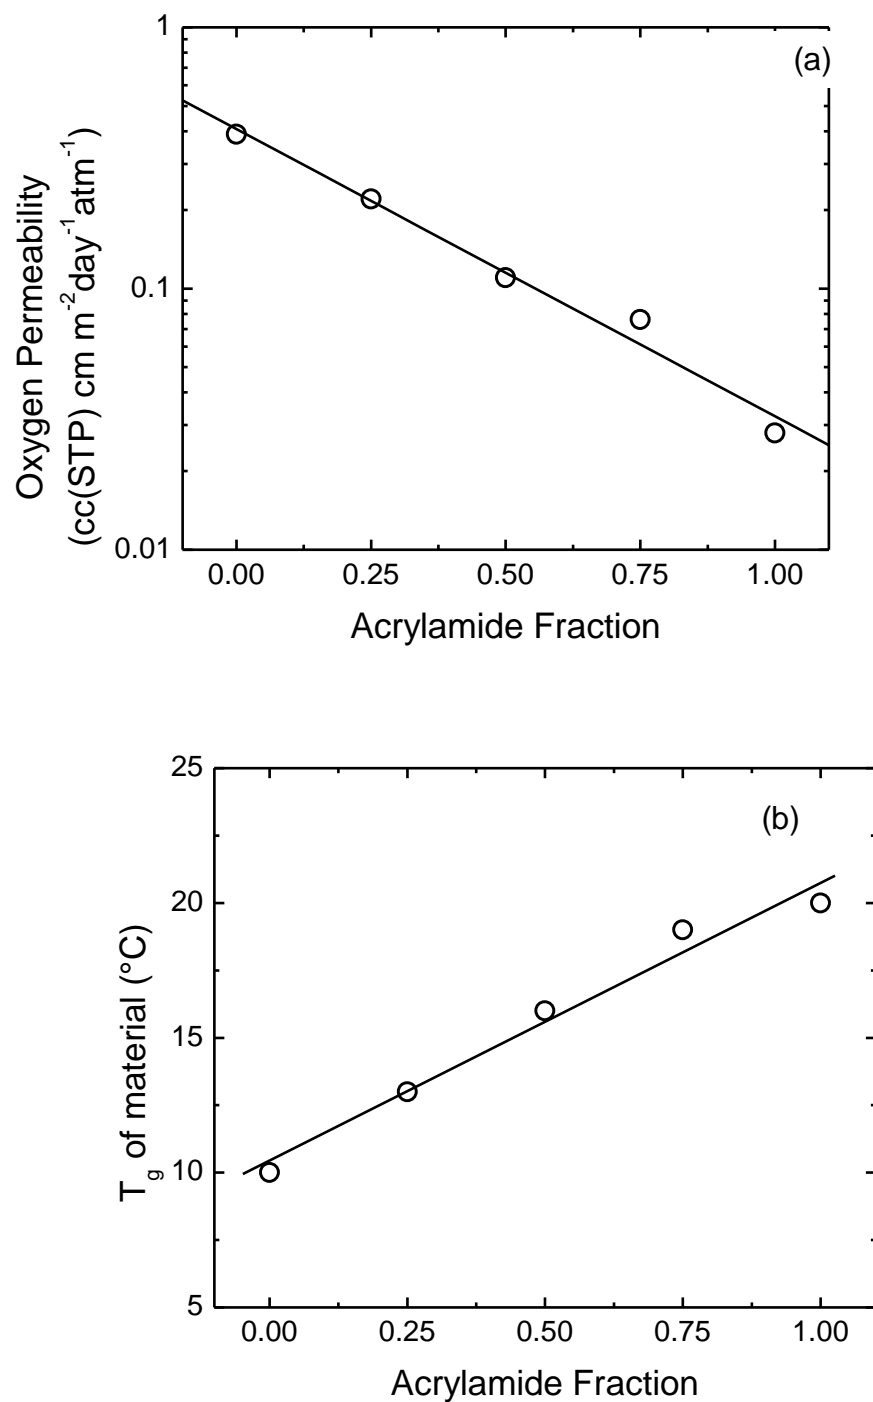 1
(a)
Oxygen Permeability
(cc(STP) cm m⁻²day⁻¹atm⁻¹)
0.1
0.01
0.00 0.25 0.50 0.75 1.00
Acrylamide Fraction
25
(b)
20
T_g of material (°C)
15
10
5
0.00 0.25 0.50 0.75 1.00
Acrylamide Fraction